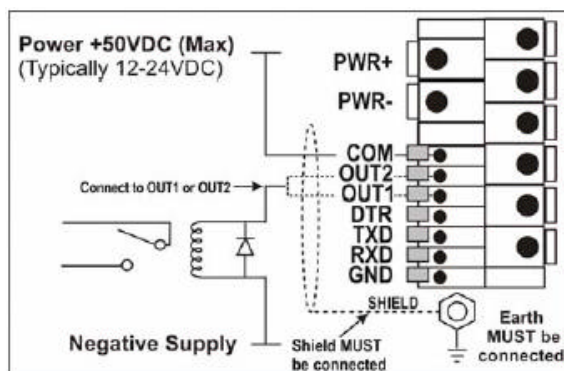 Power +50VDC (Max)
(Typically 12-24VDC)
PWR+
PWR-
COM
OUT2
Connect to OUT1 or OUT2
OUT1
DTR
TXD
RXD
GND
SHIELD
Negative Supply
Shield MUST
be connected
Earth
MUST be
connected